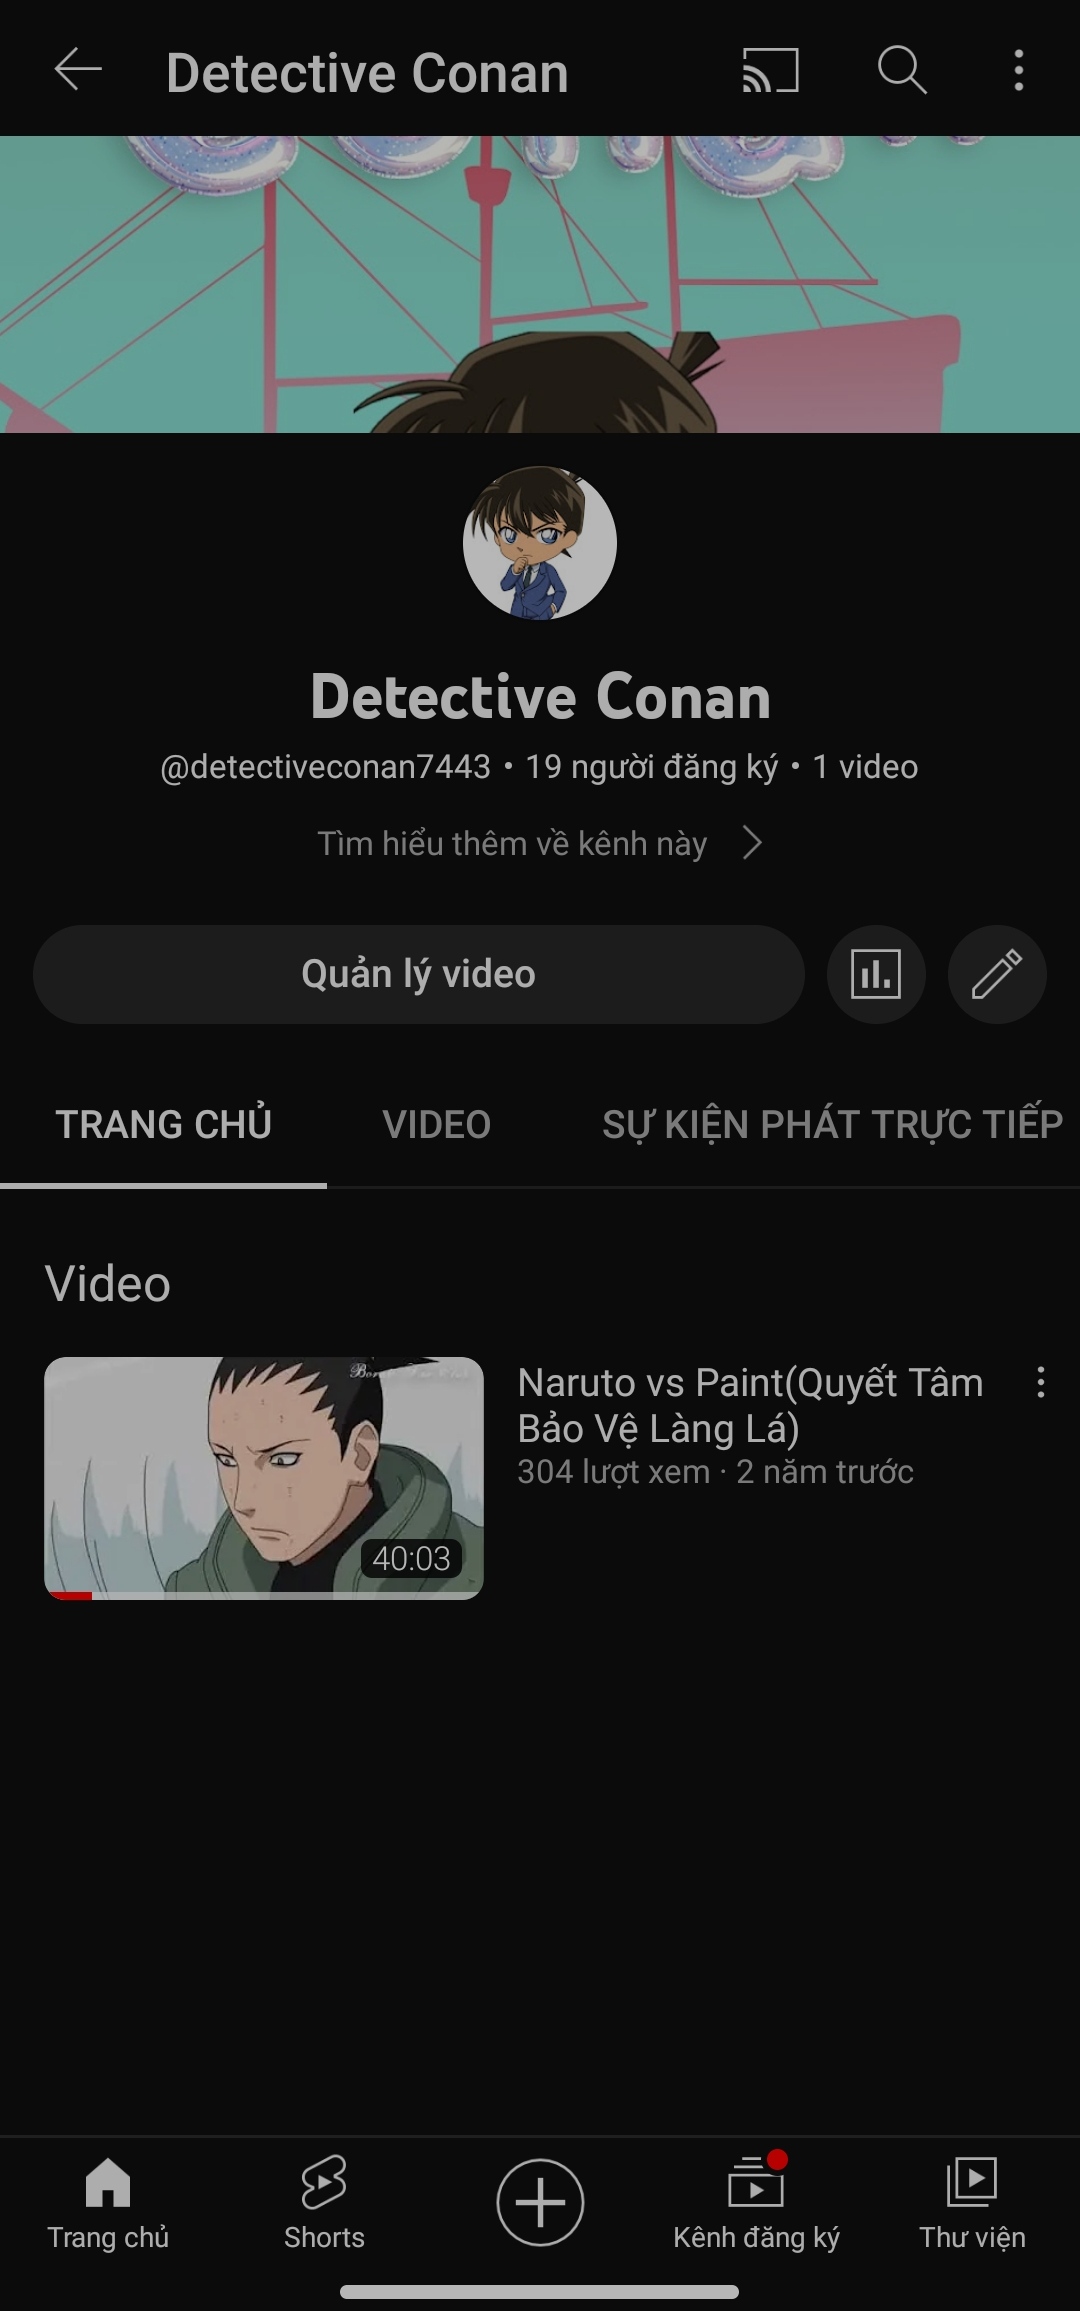 Detective Conan
Detective Conan
@detectiveconan7443 • 19 người đăng ký • 1 video
Tìm hiểu thêm về kênh này
Quản lý video
TRANG CHỦ
VIDEO
SỰ KIỆN PHÁT TRỰC TIẾP
Video
40:03
Naruto vs Paint(Quyết Tâm
Bảo Vệ Làng Lá)
304 lượt xem · 2 năm trước
Trang chủ
Shorts
Kênh đăng ký
Thư viện